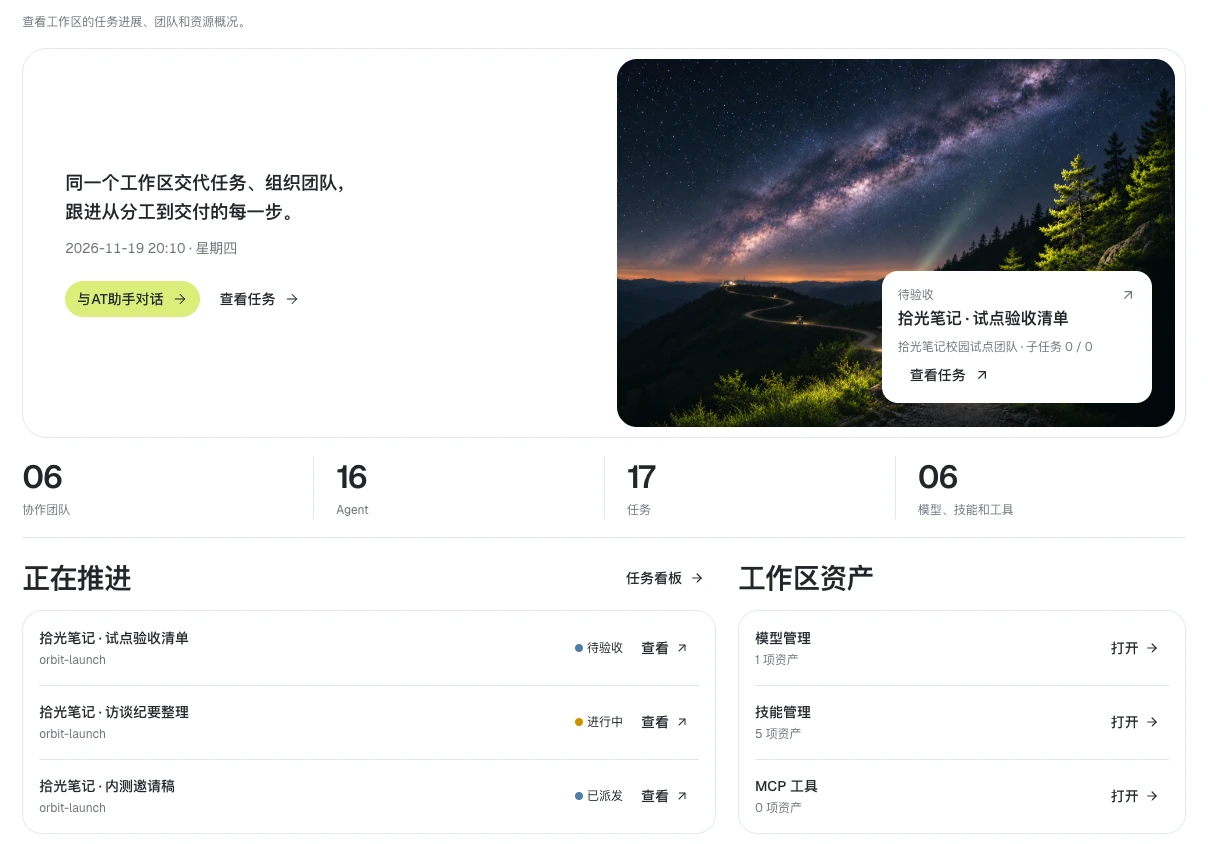 查看工作区的任务进展、团队和资源概况。
同一个工作区交代任务、组织团队，
跟进从分工到交付的每一步。
2026-11-19 20:10 · 星期四
与AT助手对话 →
查看任务 →
待验收 ↗
拾光笔记 · 试点验收清单
拾光笔记校园试点团队 · 子任务 0 / 0
查看任务 ↗
06
协作团队
16
Agent
17
任务
06
模型、技能和工具
正在推进
任务看板 →
拾光笔记 · 试点验收清单
orbit-launch
待验收 查看 ↗
拾光笔记 · 访谈纪要整理
orbit-launch
进行中 查看 ↗
拾光笔记 · 内测邀请稿
orbit-launch
已派发 查看 ↗
工作区资产
模型管理
1 项资产
打开 →
技能管理
5 项资产
打开 →
MCP 工具
0 项资产
打开 →